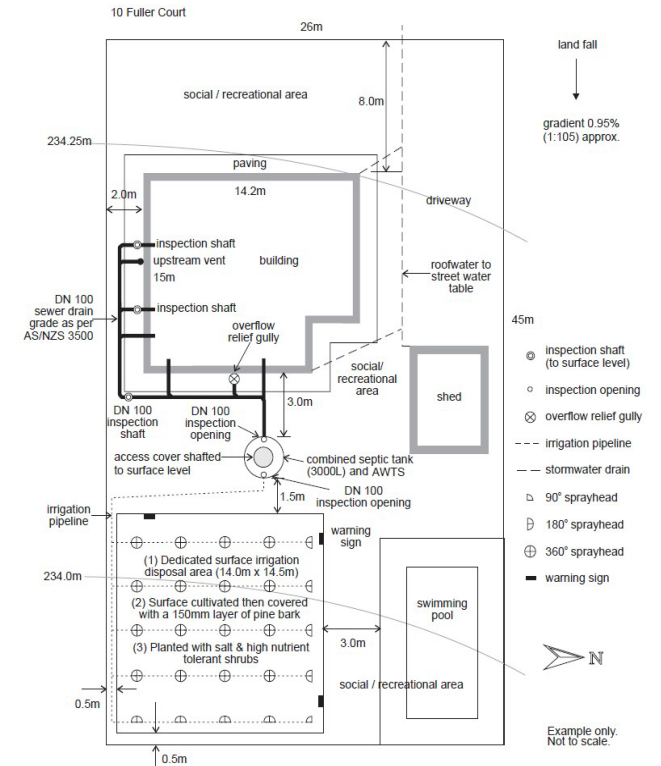 10 Fuller Court
26m
land fall
social / recreational area
8.0m
gradient 0.95%
(1:105) approx.
234.25m
paving
2.0m
14.2m
driveway
inspection shaft
upstream vent
building
15m
roofwater to
street water
table
DN 100
sewer drain
grade as per
AS/NZS 3500
inspection shaft
overflow
relief gully
45m
inspection shaft
(to surface level)
social/
recreational
area
shed
inspection opening
3.0m
DN 100
inspection
shaft
DN 100
inspection
opening
overflow relief gully
access cover shafted
to surface level
combined septic tank
(3000L) and AWTS
irrigation pipeline
stormwater drain
1.5m
DN 100
inspection opening
90° sprayhead
irrigation
pipeline
warning
sign
180° sprayhead
360° sprayhead
(1) Dedicated surface irrigation
disposal area (14.0m x 14.5m)
234.0m
warning sign
(2) Surface cultivated then covered
with a 150mm layer of pine bark
swimming
pool
3.0m
(3) Planted with salt & high nutrient
tolerant shrubs
N
social / recreational area
0.5m
Example only.
Not to scale.
0.5m